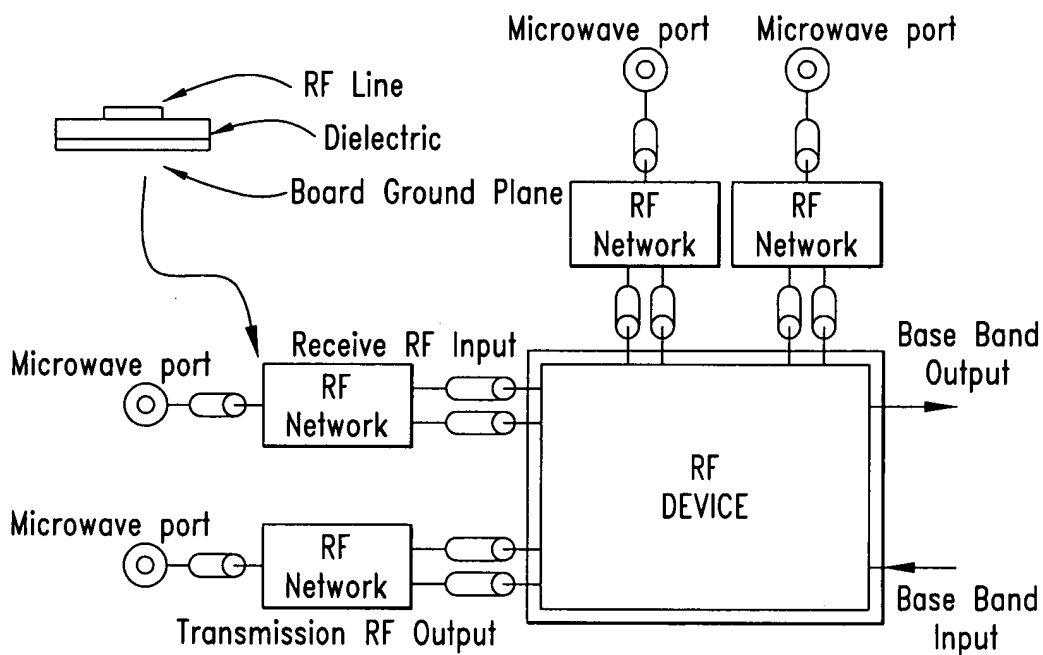 Microwave port
Microwave port
RF Line
Dielectric
Board Ground Plane
RF
Network
RF
Network
Receive RF Input
Base Band
Output
Microwave port
RF
Network
RF
DEVICE
Microwave port
RF
Network
Transmission RF Output
Base Band
Input